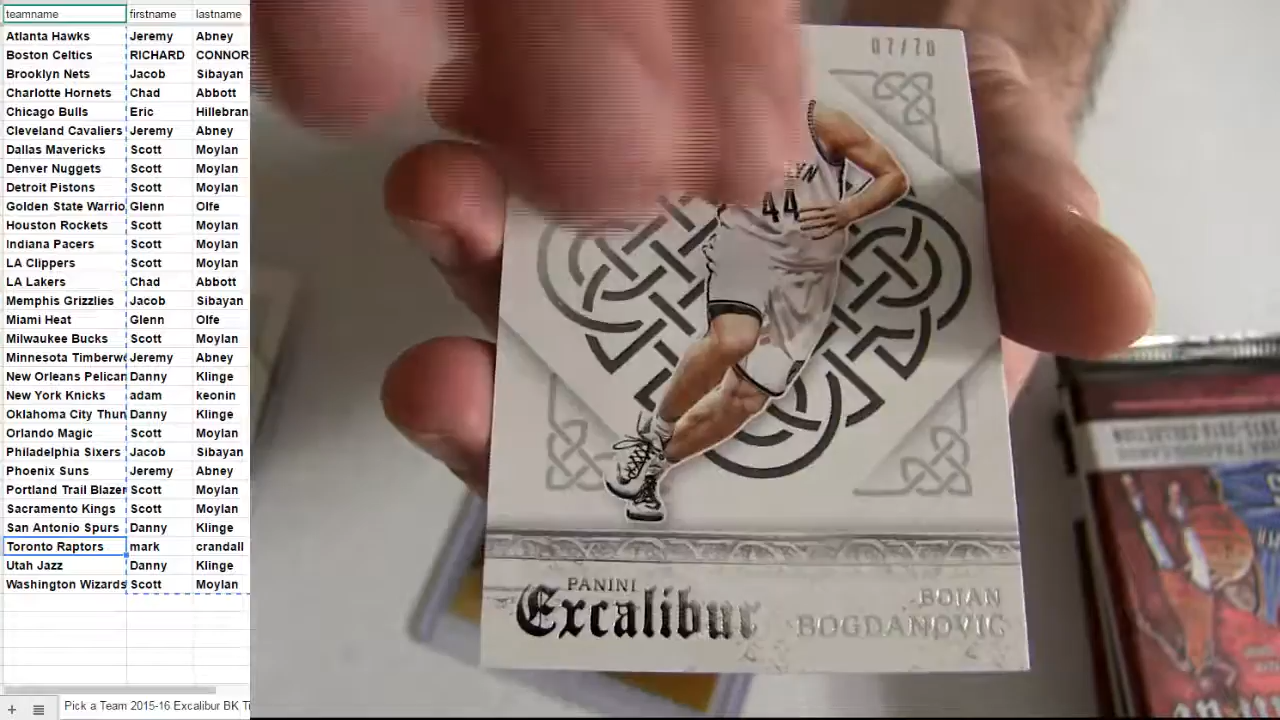 teamname firstname lastname
Atlanta Hawks Jeremy Abney
Boston Celtics RICHARD CONNOR
Brooklyn Nets Jacob Sibayan
Charlotte Hornets Chad Abbott
Chicago Bulls Eric Hillebran
Cleveland Cavaliers Jeremy Abney
Dallas Mavericks Scott Moylan
Denver Nuggets Scott Moylan
Detroit Pistons Scott Moylan
Golden State Warrio Glenn Olfe
Houston Rockets Scott Moylan
Indiana Pacers Scott Moylan
LA Clippers Scott Moylan
LA Lakers Chad Abbott
Memphis Grizzlies Jacob Sibayan
Miami Heat Glenn Olfe
Milwaukee Bucks Scott Moylan
Minnesota Timberwo Jeremy Abney
New Orleans Pelican Danny Klinge
New York Knicks adam keonin
Oklahoma City Thun Danny Klinge
Orlando Magic Scott Moylan
Philadelphia Sixers Jacob Sibayan
Phoenix Suns Jeremy Abney
Portland Trail Blazer Scott Moylan
Sacramento Kings Scott Moylan
San Antonio Spurs Danny Klinge
Toronto Raptors mark crandall
Utah Jazz Danny Klinge
Washington Wizards Scott Moylan
Pick a Team 2015-16 Excalibur BK Ti
44
PANINI
Excalibur
BOJAN
BOGDANOVIC
2015-2016 COLLECTION